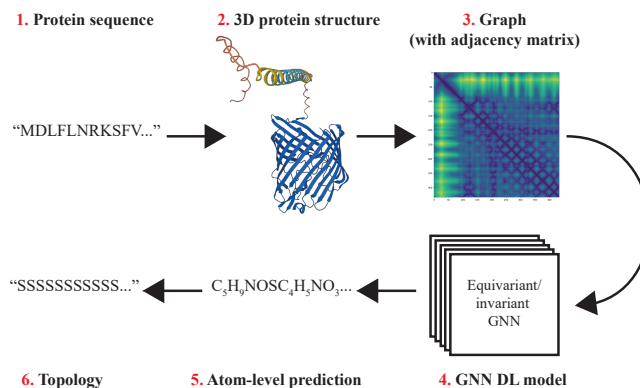 1. Protein sequence
2. 3D protein structure
3. Graph
(with adjacency matrix)
“MDLFLNRKSFV...”
“SSSSSSSSSSS...”
C₅H₉NOSC₄H₅NO₃...
Equivariant/
invariant
GNN
6. Topology
5. Atom-level prediction
4. GNN DL model